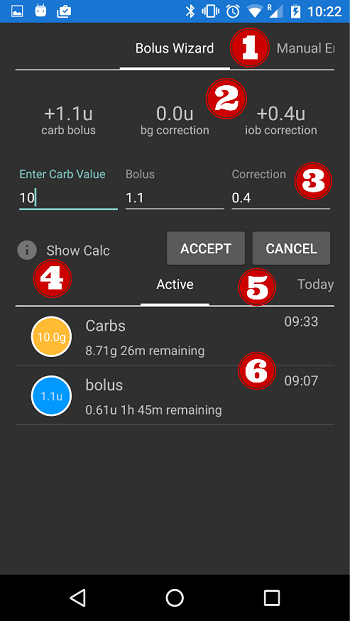 R 10:22
Bolus Wizard 1 Manual Er
2
+1.1u 0.0u +0.4u
carb bolus bg correction iob correction
Enter Carb Value Bolus Correction 3
10 1.1 0.4
Show Calc ACCEPT CANCEL
4 Active 5 Today
Carbs 09:33
10.0g
8.71g 26m remaining
6
bolus 09:07
1.1u
0.61u 1h 45m remaining